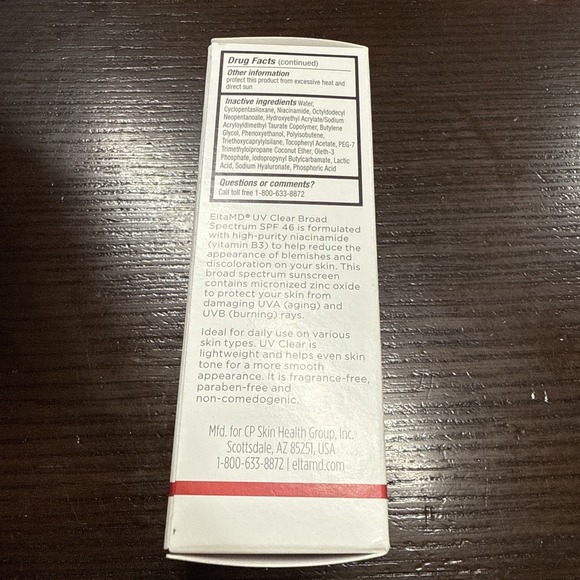 Drug Facts (continued)
Other information
protect this product from excessive heat and
direct sun
Inactive ingredients Water,
Cyclopentasiloxane, Niacinamide, Octyldodecyl
Neopentanoate, Hydroxyethyl Acrylate/Sodium
Acryloyldimethyl Taurate Copolymer, Butylene
Glycol, Phenoxyethanol, Polyisobutene,
Triethoxycaprylylsilane, Tocopheryl Acetate, PEG-7
Trimethylolpropane Coconut Ether, Oleth-3
Phosphate, Iodopropynyl Butylcarbamate, Lactic
Acid, Sodium Hyaluronate, Phosphoric Acid
Questions or comments?
Call toll free 1-800-633-8872
EltaMD® UV Clear Broad
Spectrum SPF 46 is formulated
with high-purity niacinamide
(vitamin B3) to help reduce the
appearance of blemishes and
discoloration on your skin. This
broad spectrum sunscreen
contains micronized zinc oxide
to protect your skin from
damaging UVA (aging) and
UVB (burning) rays.
Ideal for daily use on various
skin types. UV Clear is
lightweight and helps even skin
tone for a more smooth
appearance. It is fragrance-free,
paraben-free and
non-comedogenic.
Mfd. for CP Skin Health Group, Inc.
Scottsdale, AZ 85251, USA
1-800-633-8872 | eltamd.com